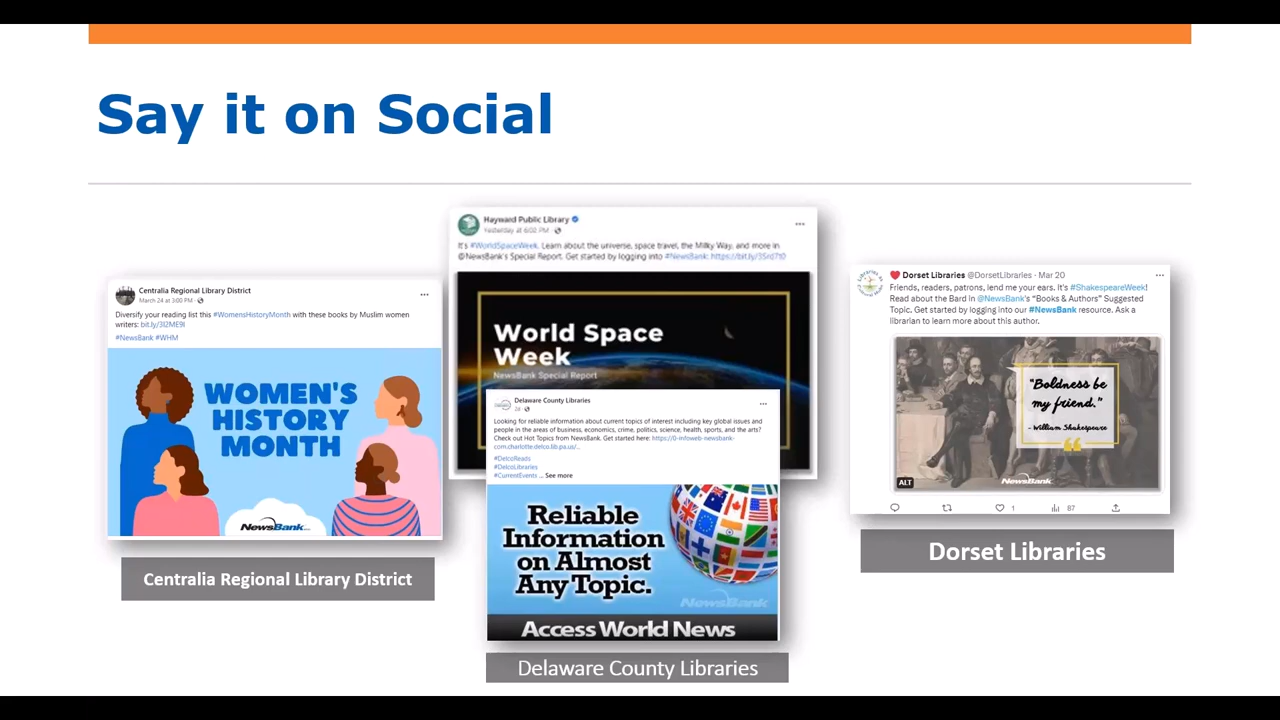 Say it on Social
Centralia Regional Library District
March 24 at 3:00 PM ·
Diversify your reading list this #WomensHistoryMonth with these books by Muslim women
writers: bit.ly/3I2ME9I
#NewsBank #WHM
WOMEN'S
HISTORY
MONTH
NewsBank
Centralia Regional Library District
Hayward Public Library
Yesterday at 6:02 PM ·
It's #WorldSpaceWeek. Learn about the universe, space travel, the Milky Way, and more in
@NewsBank's Special Report. Get started by logging into #NewsBank: https://bit.ly/3Srd7t0
World Space
Week
NewsBank Special Report
Delaware County Libraries
2d ·
Looking for reliable information about current topics of interest including key global issues and
people in the areas of business, economics, crime, politics, science, health, sports, and the arts?
Check out Hot Topics from NewsBank. Get started here: https://0-infoweb-newsbank-
com.charlotte.delco.lib.pa.us/...
#DelcoReads
#DelcoLibraries
#CurrentEvents ... See more
Reliable
Information
on Almost
Any Topic.
NewsBank
Access World News
Delaware County Libraries
Dorset Libraries @DorsetLibraries · Mar 20
Friends, readers, patrons, lend me your ears. It's #ShakespeareWeek!
Read about the Bard in @NewsBank's "Books & Authors" Suggested
Topic. Get started by logging into our #NewsBank resource. Ask a
librarian to learn more about this author.
"Boldness be
my friend."
- William Shakespeare
ALT
NewsBank
1 87
Dorset Libraries